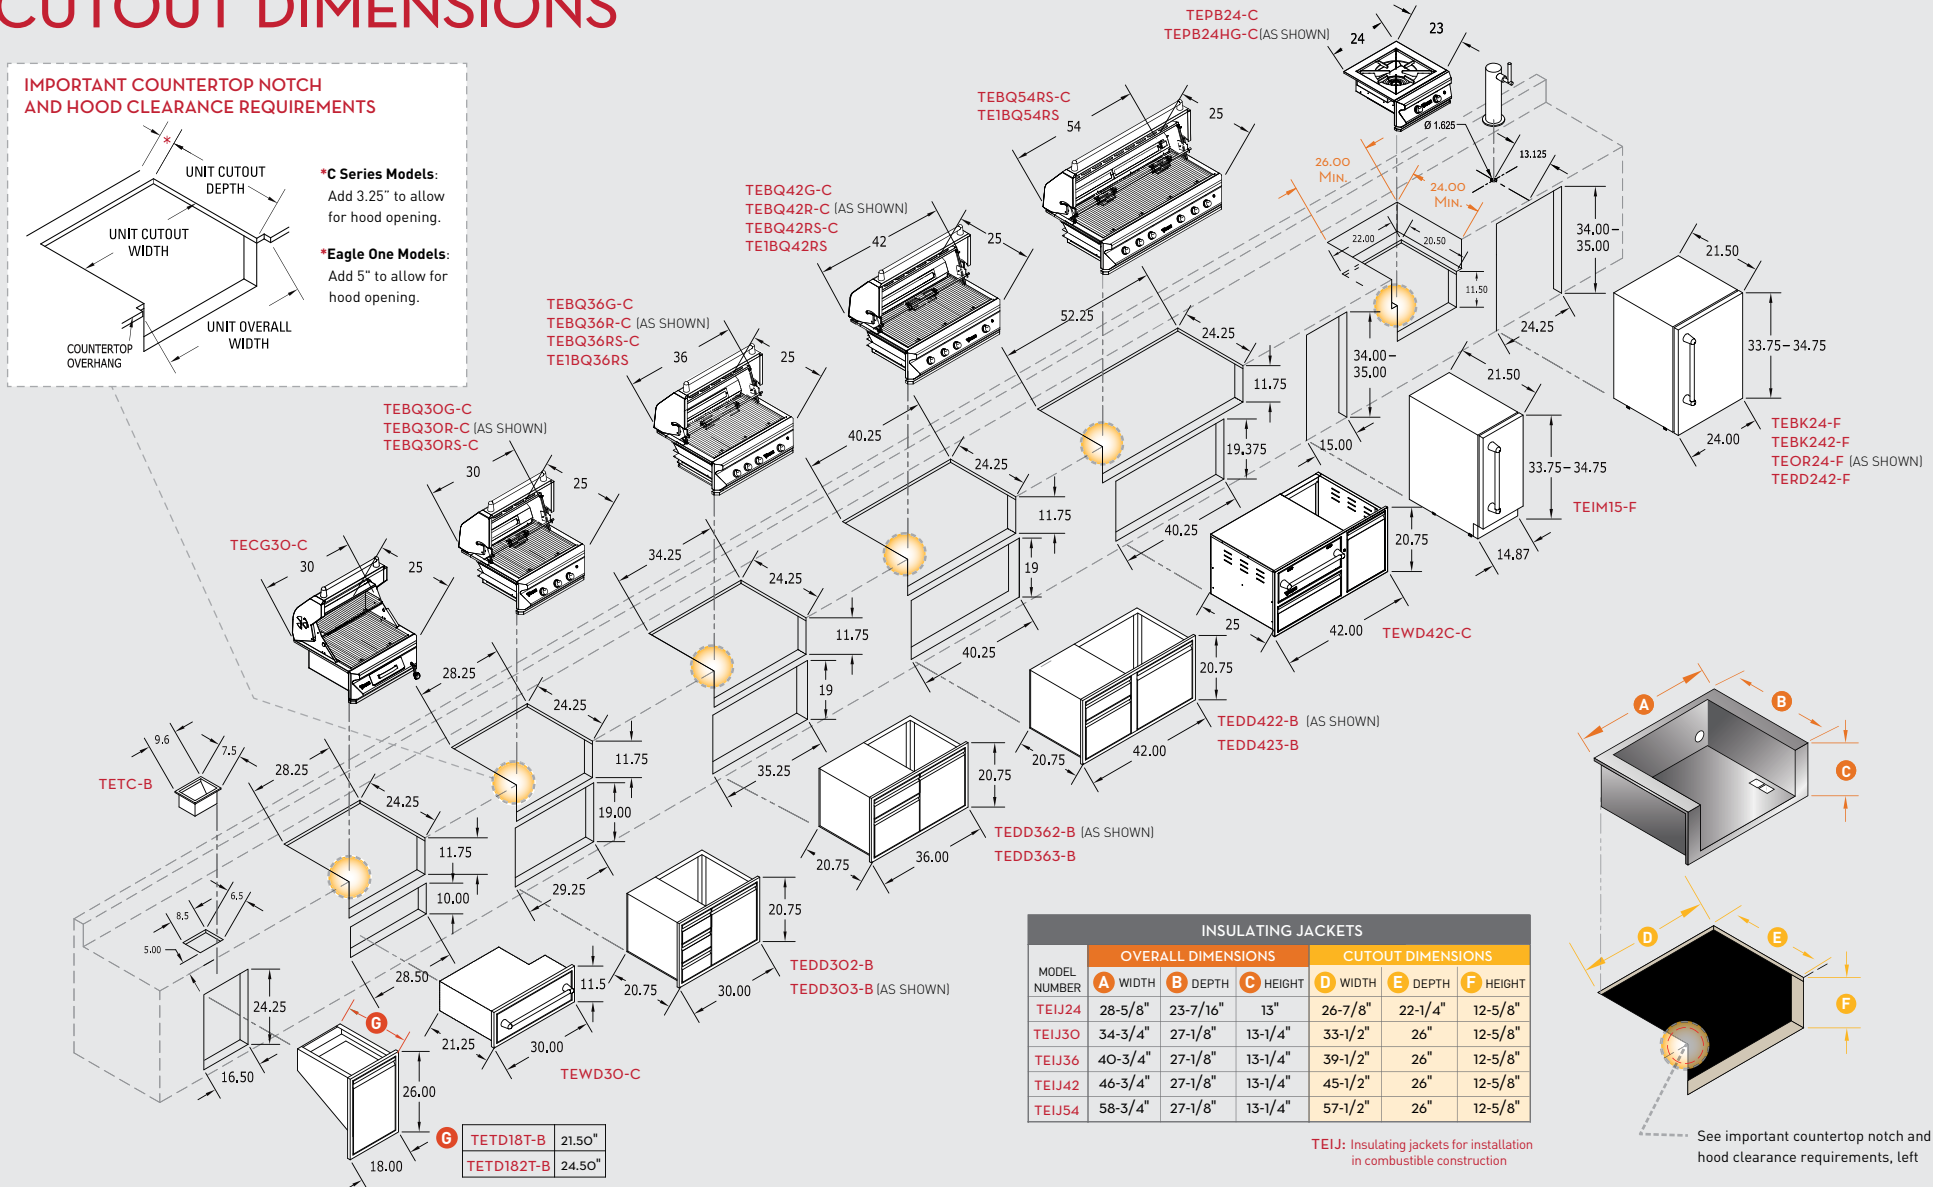 CUTOUT DIMENSIONS
IMPORTANT COUNTERTOP NOTCH
AND HOOD CLEARANCE REQUIREMENTS
*
UNIT CUTOUT
DEPTH
UNIT CUTOUT
WIDTH
UNIT OVERALL
WIDTH
COUNTERTOP
OVERHANG
*C Series Models:
Add 3.25” to allow
for hood opening.
*Eagle One Models:
Add 5" to allow for
hood opening.
TEPB24-C
TEPB24HG-C(AS SHOWN)
24
23
Ø 1.625
13.125
26.00
MIN.
24.00
MIN.
22.00
20.50
11.50
34.00–
35.00
24.25
21.50
33.75–34.75
24.00
TEBK24-F
TEBK242-F
TEOR24-F (AS SHOWN)
TERD242-F
TEBQ54RS-C
TE1BQ54RS
54
25
52.25
24.25
11.75
19.375
40.25
34.00–
35.00
15.00
21.50
33.75–34.75
14.87
TEIM15-F
20.75
25
42.00
TEWD42C-C
TEBQ42G-C
TEBQ42R-C (AS SHOWN)
TEBQ42RS-C
TE1BQ42RS
42
25
40.25
24.25
11.75
19
40.25
20.75
20.75
42.00
TEDD422-B (AS SHOWN)
TEDD423-B
TEBQ36G-C
TEBQ36R-C (AS SHOWN)
TEBQ36RS-C
TE1BQ36RS
36
25
34.25
24.25
11.75
19
35.25
20.75
20.75
36.00
TEDD362-B (AS SHOWN)
TEDD363-B
TEBQ30G-C
TEBQ30R-C (AS SHOWN)
TEBQ30RS-C
30
25
28.25
24.25
11.75
19.00
29.25
20.75
20.75
30.00
TEDD302-B
TEDD303-B (AS SHOWN)
TECG30-C
30
25
28.25
24.25
11.75
10.00
28.50
11.5
21.25
30.00
TEWD30-C
TETC-B
9.6
7.5
8.5
6.5
5.00
24.25
16.50
G
26.00
18.00
G TETD18T-B 21.50"
TETD182T-B 24.50"
INSULATING JACKETS
OVERALL DIMENSIONS CUTOUT DIMENSIONS
MODEL
NUMBER A WIDTH B DEPTH C HEIGHT D WIDTH E DEPTH F HEIGHT
TEIJ24 28-5/8" 23-7/16" 13" 26-7/8" 22-1/4" 12-5/8"
TEIJ30 34-3/4" 27-1/8" 13-1/4" 33-1/2" 26" 12-5/8"
TEIJ36 40-3/4" 27-1/8" 13-1/4" 39-1/2" 26" 12-5/8"
TEIJ42 46-3/4" 27-1/8" 13-1/4" 45-1/2" 26" 12-5/8"
TEIJ54 58-3/4" 27-1/8" 13-1/4" 57-1/2" 26" 12-5/8"
TEIJ: Insulating jackets for installation
in combustible construction
A
B
C
D
E
F
See important countertop notch and
hood clearance requirements, left